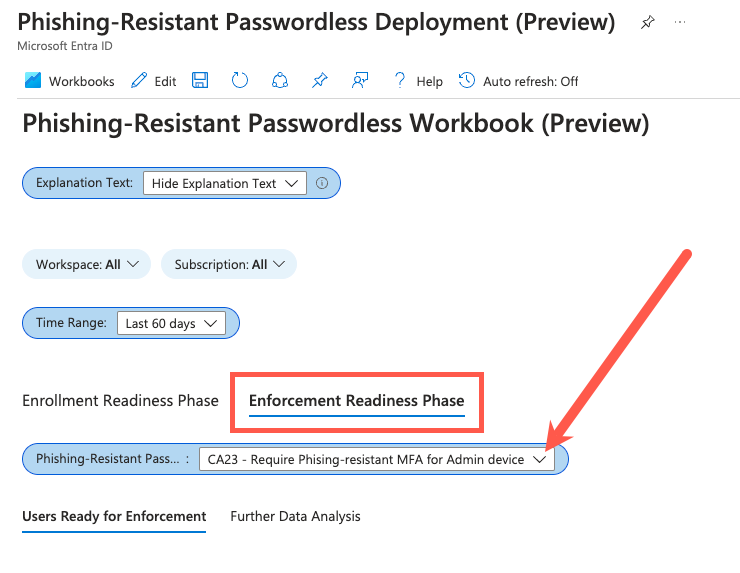 Phishing-Resistant Passwordless Deployment (Preview) ...
Microsoft Entra ID
Workbooks Edit Help Auto refresh: Off
Phishing-Resistant Passwordless Workbook (Preview)
Explanation Text: Hide Explanation Text
Workspace: All Subscription: All
Time Range: Last 60 days
Enrollment Readiness Phase Enforcement Readiness Phase
Phishing-Resistant Pass... : CA23 - Require Phising-resistant MFA for Admin device
Users Ready for Enforcement Further Data Analysis